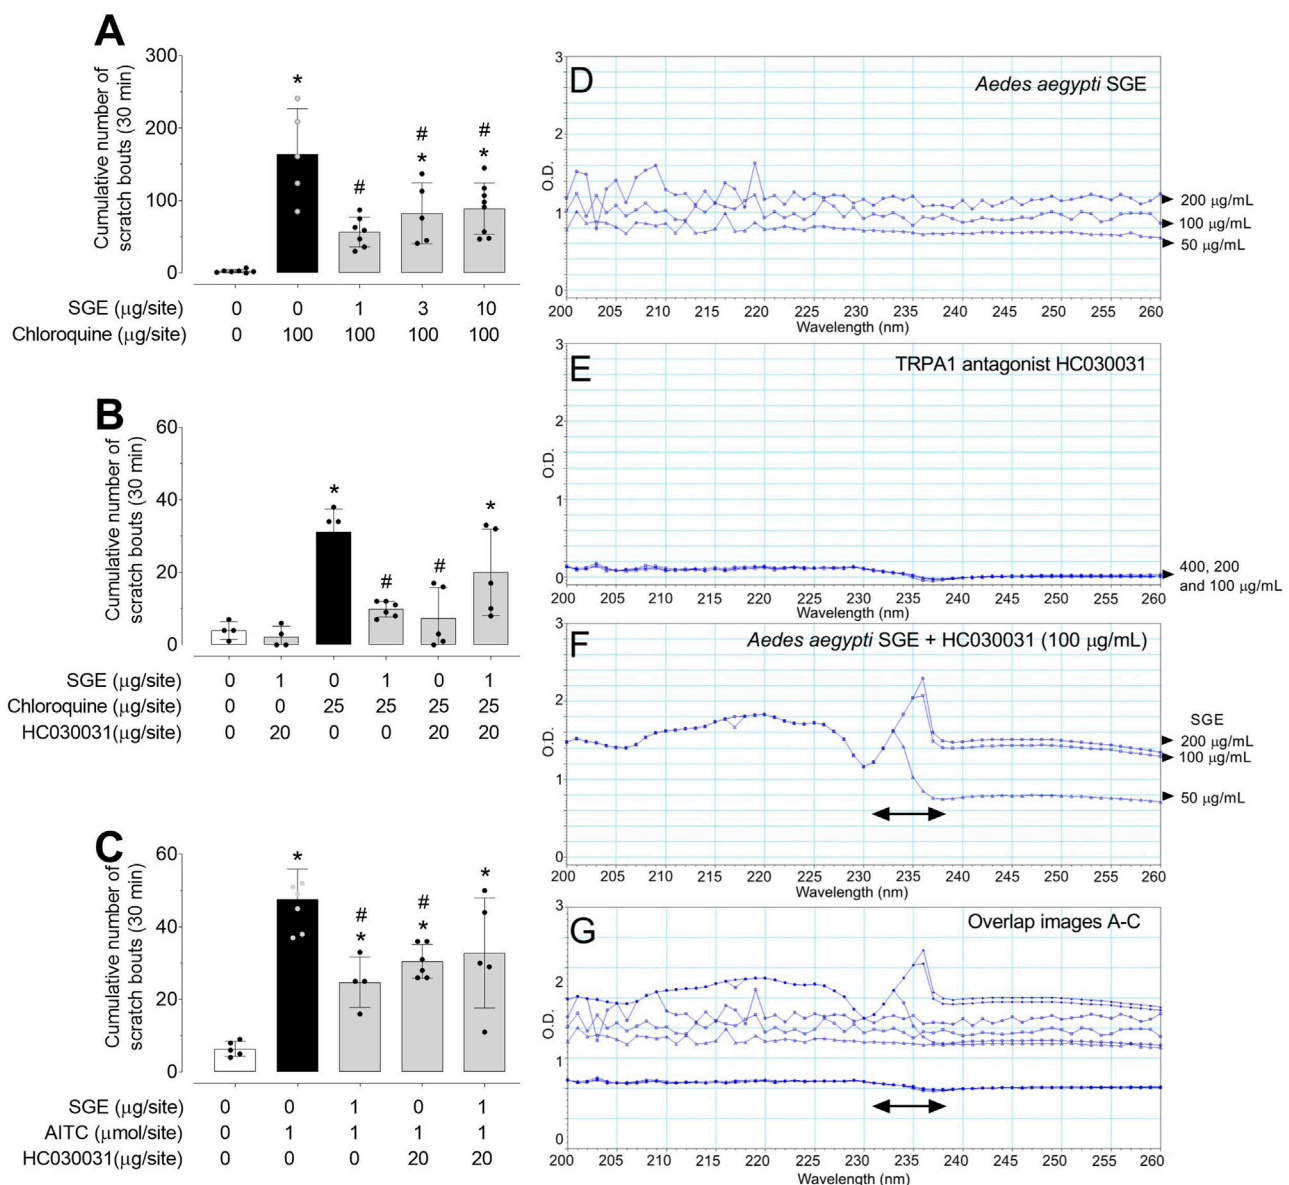 A
Cumulative number of
scratch bouts (30 min)
300
200
100
0
*
#
#
*
#
*
SGE (μg/site) 0 0 1 3 10
Chloroquine (μg/site) 0 100 100 100 100
B
Cumulative number of
scratch bouts (30 min)
60
40
20
0
*
#
#
*
SGE (μg/site) 0 1 0 1 0 1
Chloroquine (μg/site) 0 0 25 25 25 25
HC030031(μg/site) 0 20 0 0 20 20
C
Cumulative number of
scratch bouts (30 min)
60
40
20
0
*
#
*
#
*
*
SGE (μg/site) 0 0 1 0 1
AITC (μmol/site) 0 1 1 1 1
HC030031(μg/site) 0 0 0 20 20
D
Aedes aegypti SGE
O.D.
3
2
1
0
200 μg/mL
100 μg/mL
50 μg/mL
200 205 210 215 220 225 230 235 240 245 250 255 260
Wavelength (nm)
E
TRPA1 antagonist HC030031
O.D.
3
2
1
0
400, 200
and 100 μg/mL
200 205 210 215 220 225 230 235 240 245 250 255 260
Wavelength (nm)
F
Aedes aegypti SGE + HC030031 (100 μg/mL)
O.D.
3
2
1
0
SGE
200 μg/mL
100 μg/mL
50 μg/mL
200 205 210 215 220 225 230 235 240 245 250 255 260
Wavelength (nm)
G
Overlap images A-C
O.D.
3
2
1
0
200 205 210 215 220 225 230 235 240 245 250 255 260
Wavelength (nm)